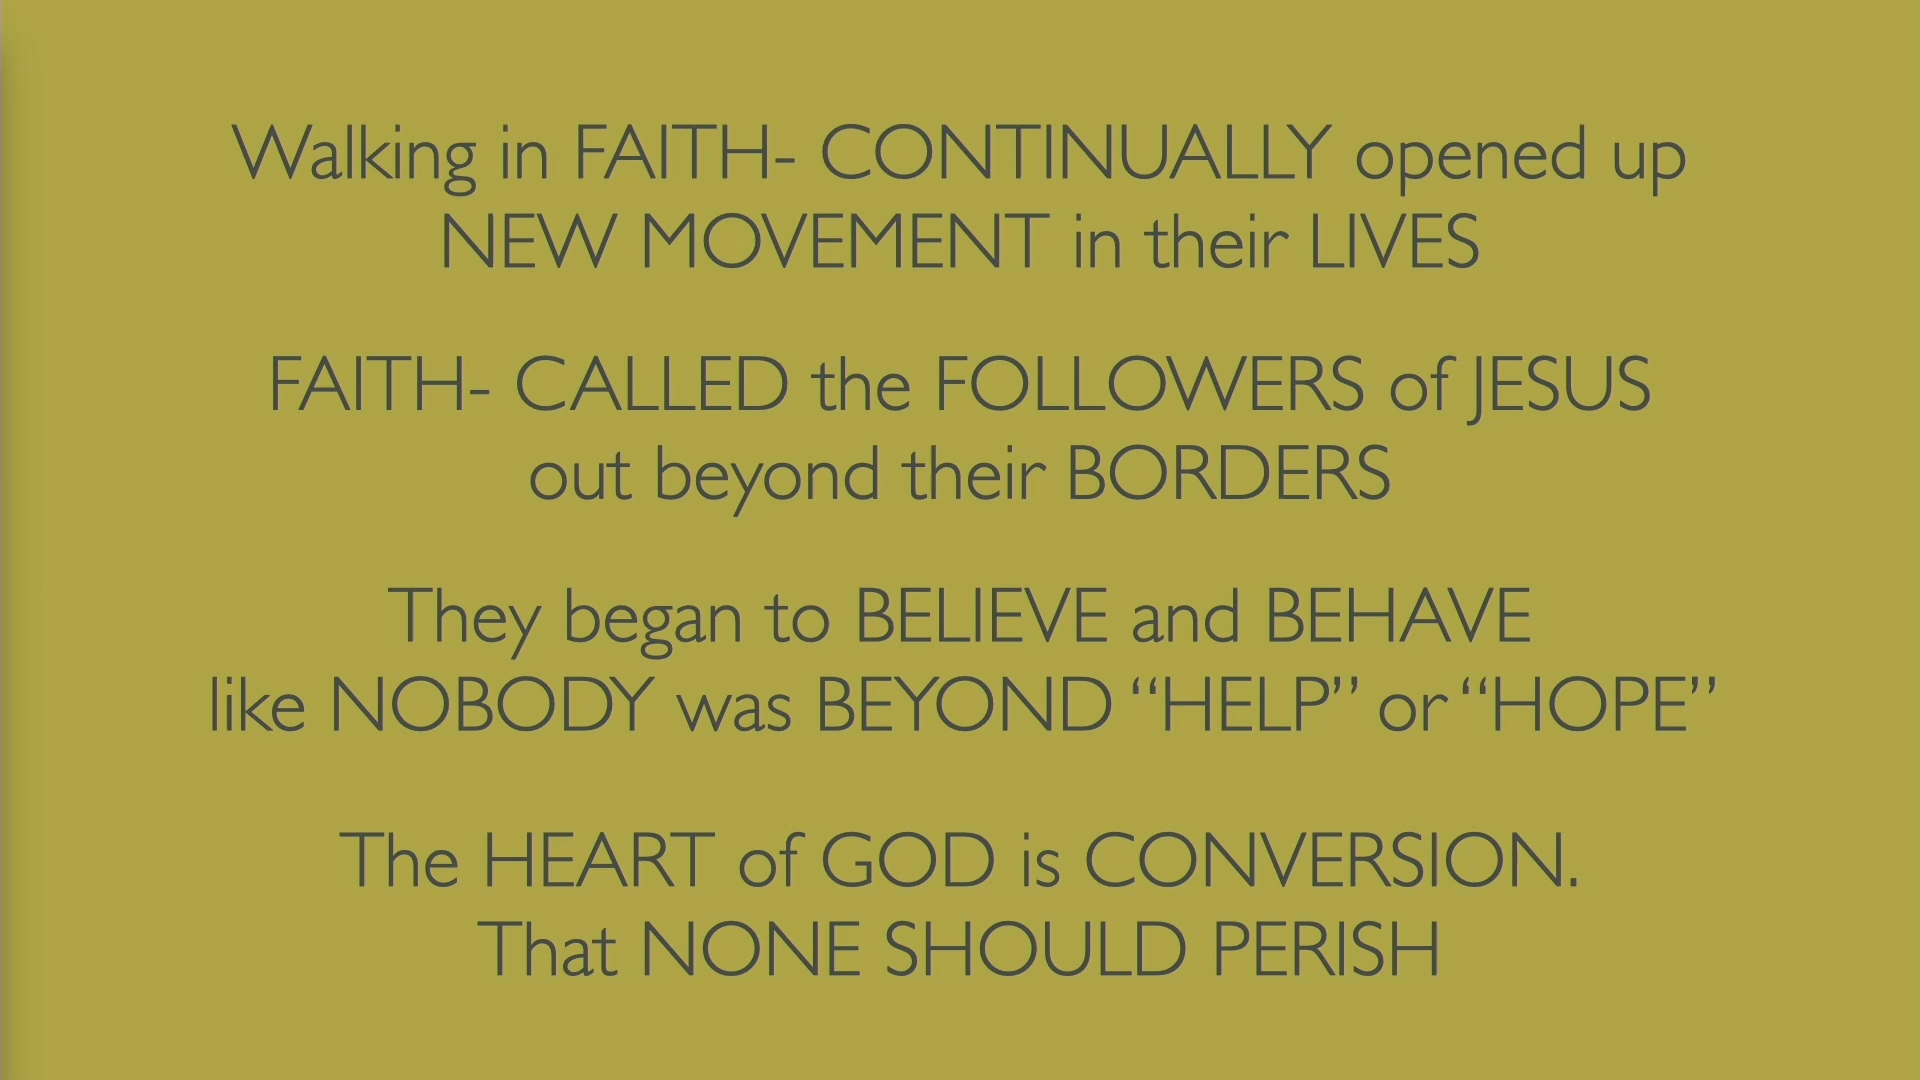 Walking in FAITH- CONTINUALLY opened up
NEW MOVEMENT in their LIVES
FAITH- CALLED the FOLLOWERS of JESUS
out beyond their BORDERS
They began to BELIEVE and BEHAVE
like NOBODY was BEYOND “HELP” or “HOPE”
The HEART of GOD is CONVERSION.
That NONE SHOULD PERISH